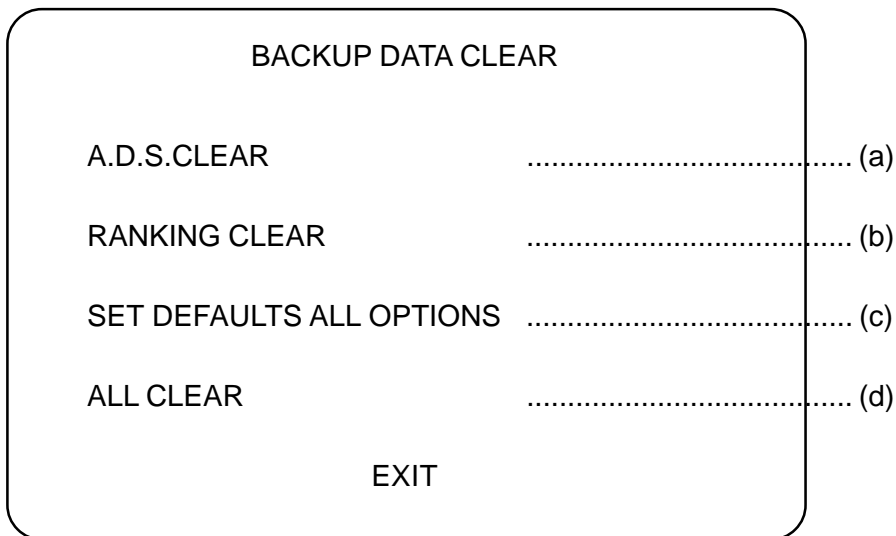 BACKUP DATA CLEAR
A.D.S.CLEAR ........................................ (a)
RANKING CLEAR ........................................ (b)
SET DEFAULTS ALL OPTIONS ........................................ (c)
ALL CLEAR ........................................ (d)
EXIT